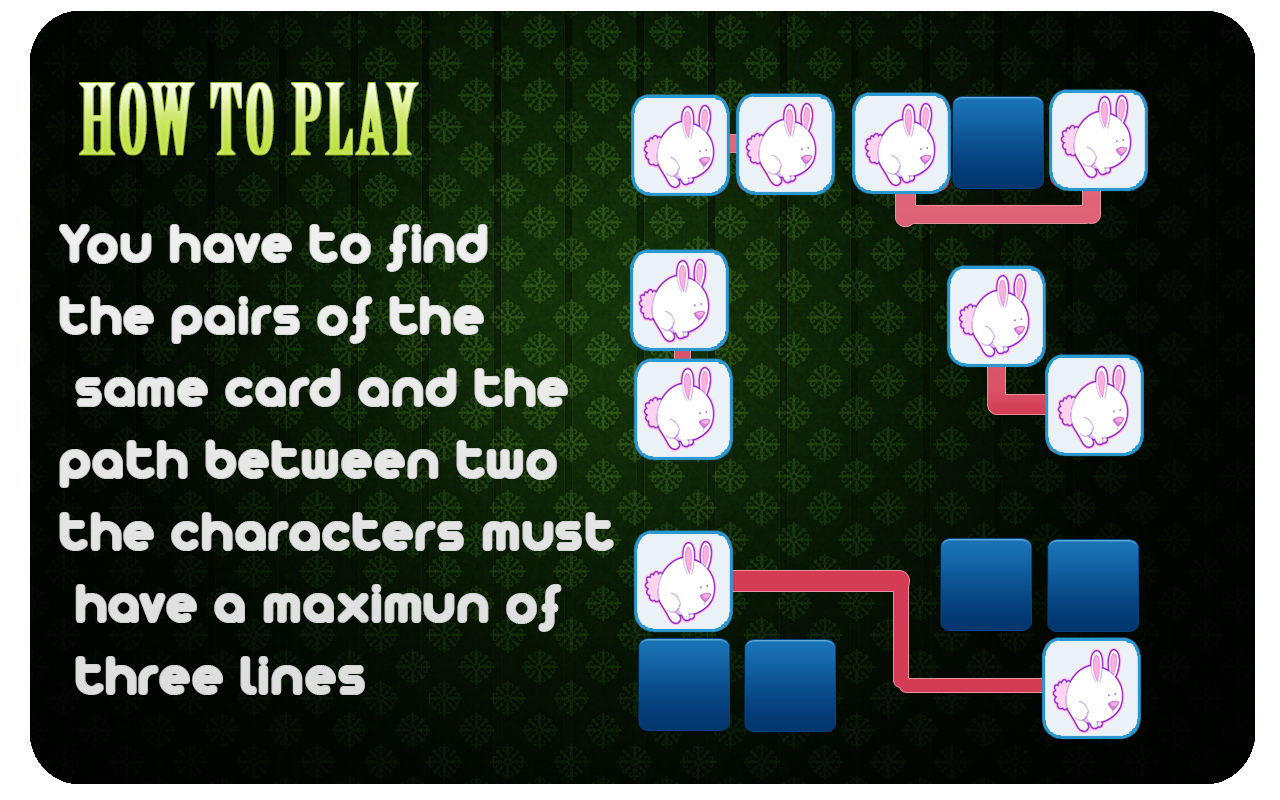 HOW TO PLAY
You have to find
the pairs of the
same card and the
path between two
the characters must
have a maximun of
three lines